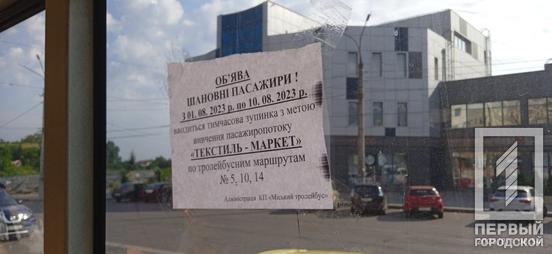 ОБ'ЯВА
ШАНОВНІ ПАСАЖИРИ !
З 01. 08. 2023 р. по 10. 08. 2023 р.
вводиться тимчасова зупинка з метою
вивчення пасажиропотоку
«ТЕКСТИЛЬ - МАРКЕТ»
по тролейбусним маршрутам
№ 5, 10, 14
Адміністрація КП «Міський тролейбус»
1
ПЕРВЫЙ
ГОРОДСКОЙ